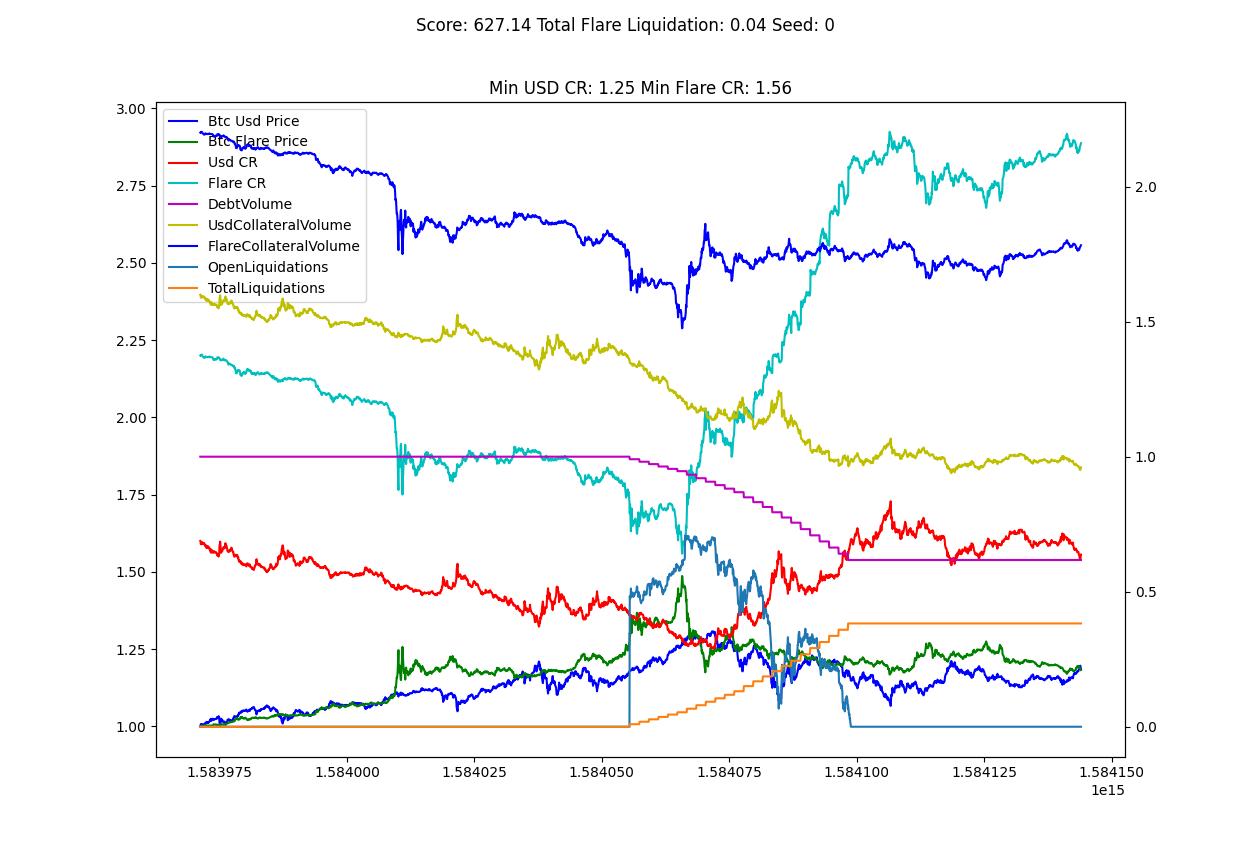 Score: 627.14 Total Flare Liquidation: 0.04 Seed: 0
Min USD CR: 1.25 Min Flare CR: 1.56
Btc Usd Price
Btc Flare Price
Usd CR
Flare CR
DebtVolume
UsdCollateralVolume
FlareCollateralVolume
OpenLiquidations
TotalLiquidations
3.00
2.75
2.50
2.25
2.00
1.75
1.50
1.25
1.00
2.0
1.5
1.0
0.5
0.0
1.583975 1.584000 1.584025 1.584050 1.584075 1.584100 1.584125 1.584150
1e15